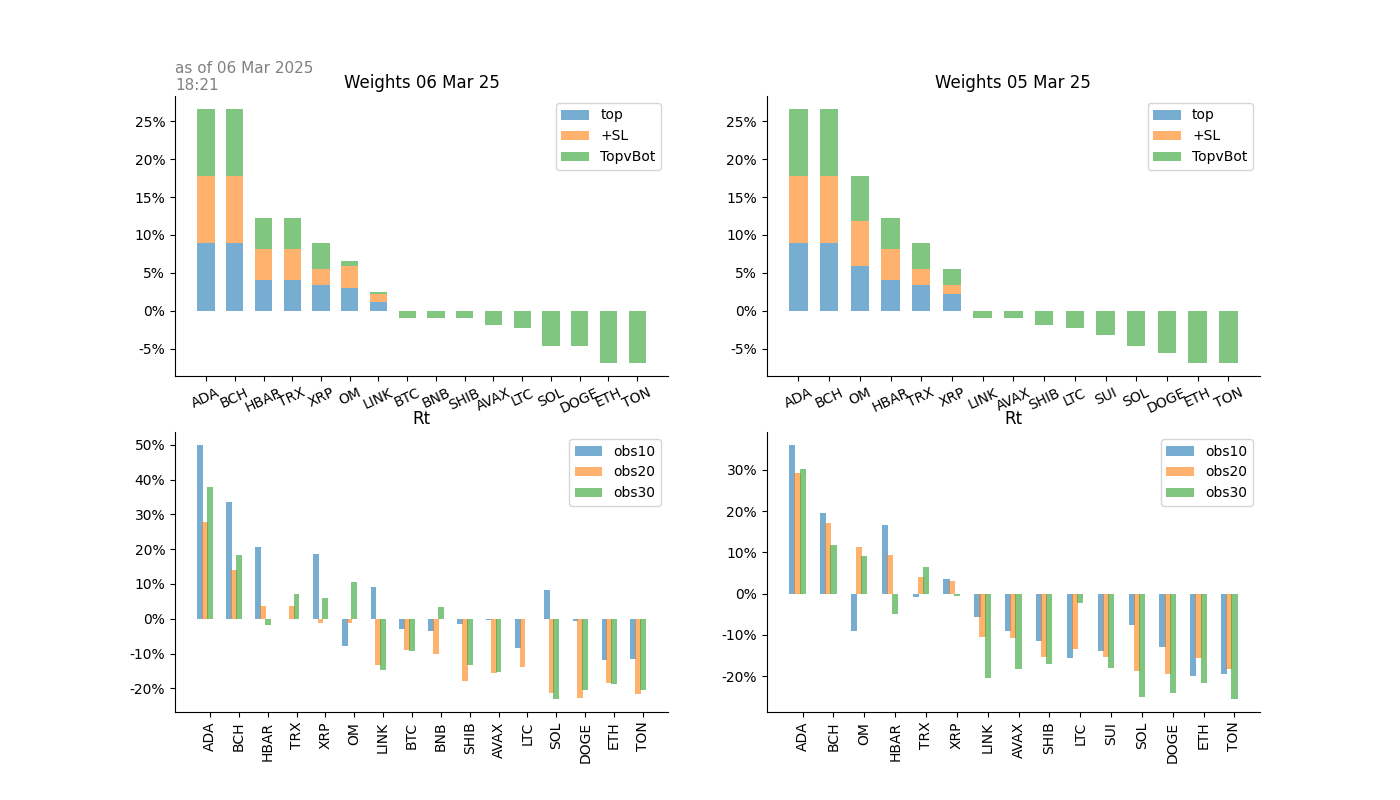 as of 06 Mar 2025
18:21
Weights 06 Mar 25
25%
20%
15%
10%
5%
0%
-5%
top
+SL
TopvBot
ADA BCH HBAR TRX XRP OM LINK BTC BNB SHIB AVAX LTC SOL DOGE ETH TON
Weights 05 Mar 25
25%
20%
15%
10%
5%
0%
-5%
top
+SL
TopvBot
ADA BCH OM HBAR TRX XRP LINK AVAX SHIB LTC SUI SOL DOGE ETH TON
Rt
50%
40%
30%
20%
10%
0%
-10%
-20%
obs10
obs20
obs30
ADA BCH HBAR TRX XRP OM LINK BTC BNB SHIB AVAX LTC SOL DOGE ETH TON
Rt
30%
20%
10%
0%
-10%
-20%
obs10
obs20
obs30
ADA BCH OM HBAR TRX XRP LINK AVAX SHIB LTC SUI SOL DOGE ETH TON